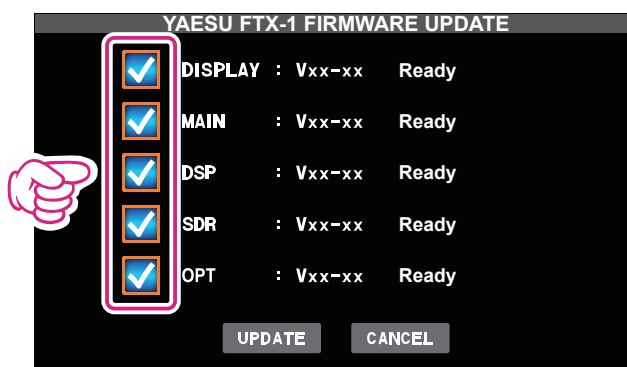 YAESU FTX-1 FIRMWARE UPDATE
DISPLAY : Vxx-xx Ready
MAIN : Vxx-xx Ready
DSP : Vxx-xx Ready
SDR : Vxx-xx Ready
OPT : Vxx-xx Ready
UPDATE CANCEL